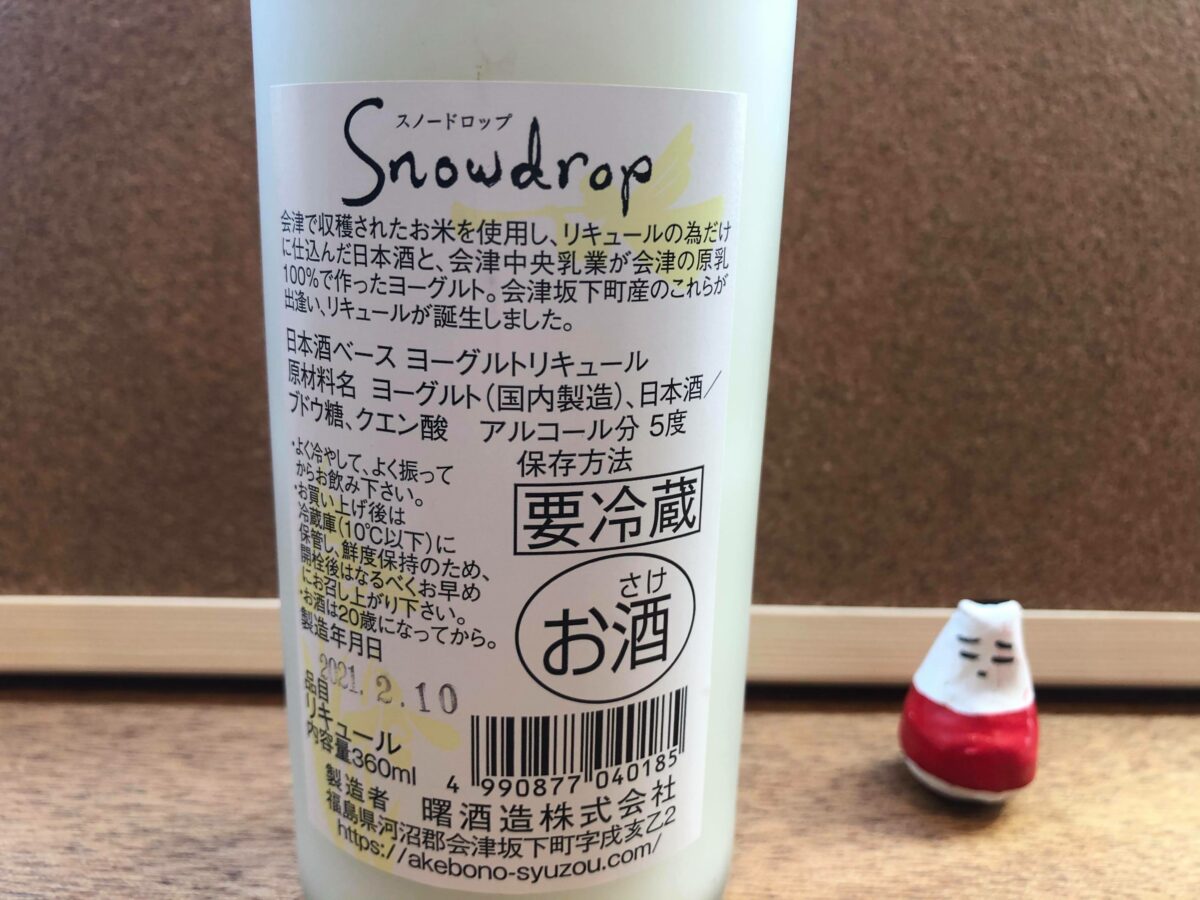 スノードロップ
Snowdrop
会津で収穫されたお米を使用し、リキュールの為だけ
に仕込んだ日本酒と、会津中央乳業が会津の原乳
100%で作ったヨーグルト。会津坂下町産のこれらが
出逢い、リキュールが誕生しました。
日本酒ベース ヨーグルトリキュール
原材料名 ヨーグルト(国内製造)、日本酒/
ブドウ糖、クエン酸 アルコール分 5度
・よく冷やして、よく振って
からお飲み下さい。
・お買い上げ後は
冷蔵庫(10℃以下)に
保管し、鮮度保持のため、
開栓後はなるべくお早め
にお召し上がり下さい。
・お酒は20歳になってから。
保存方法
要冷蔵
さけ
お酒
製造年月日
2021.2.10
品目
リキュール
内容量360ml
4 990877 040185
製造者 曙酒造株式会社
福島県河沼郡会津坂下町字戌亥乙2
https://akebono-syuzou.com/